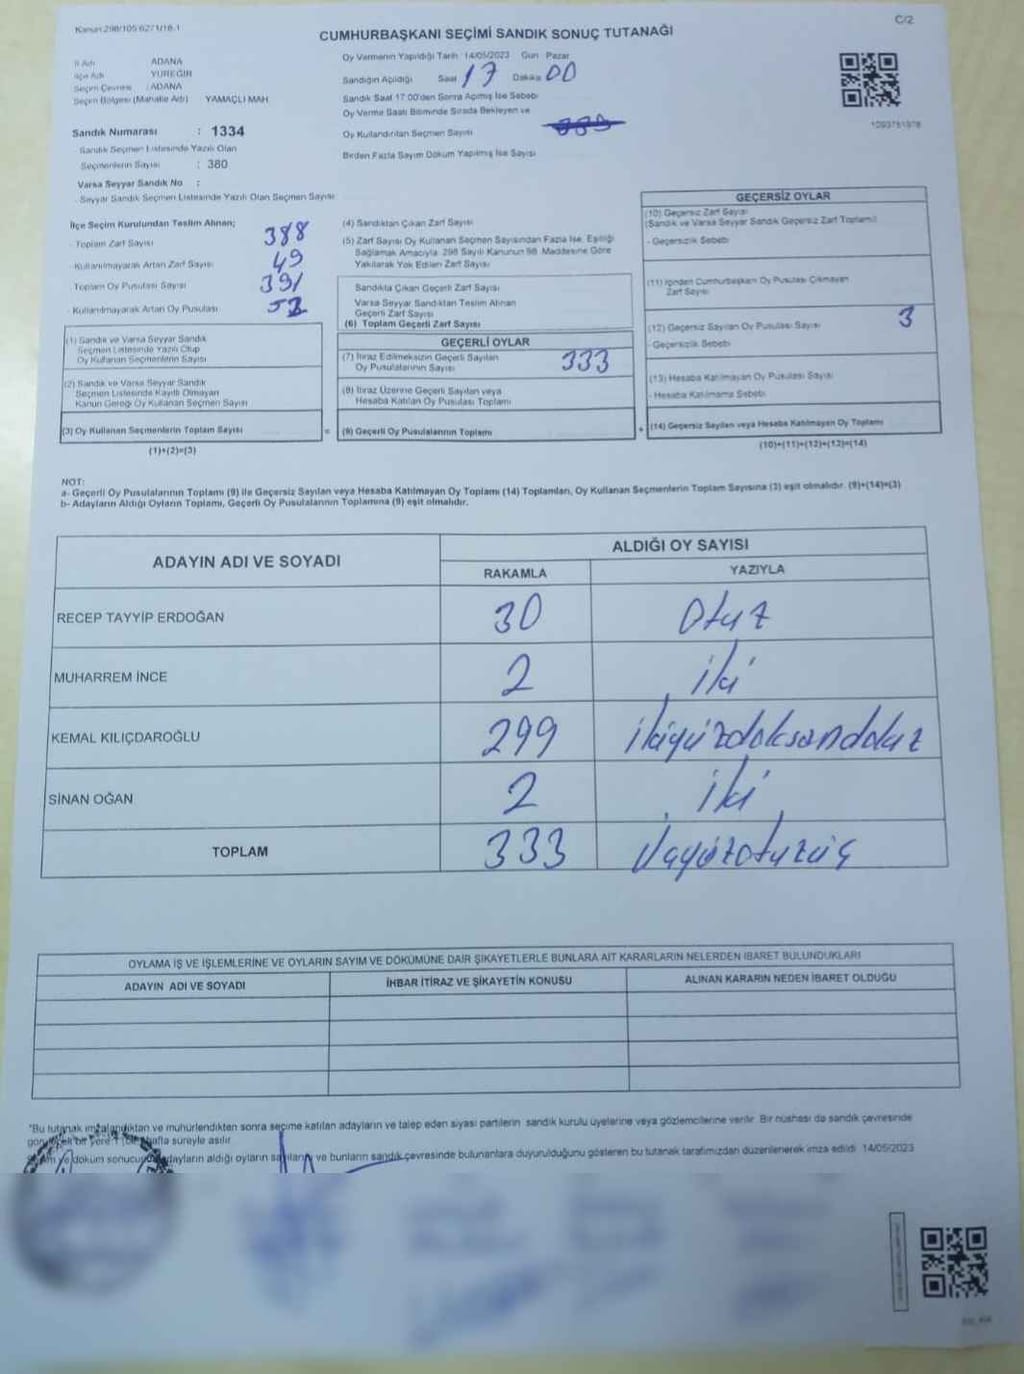 Kanun 298/105 6271/18.1
C/2
CUMHURBAŞKANI SEÇİMİ SANDIK SONUÇ TUTANAĞI
İl Adı ADANA
İlçe Adı YÜREĞİR
Seçim Çevresi : ADANA
Seçim Bölgesi (Mahalle Adı) YAMAÇLI MAH
Sandık Numarası : 1334
Sandık Seçmen Listesinde Yazılı Olan
Seçmenlerin Sayısı : 380
Varsa Seyyar Sandık No :
- Seyyar Sandık Seçmen Listesinde Yazılı Olan Seçmen Sayısı
Oy Vermenin Yapıldığı Tarih 14/05/2023 Gün Pazar
Sandığın Açıldığı Saat 17 Dakika 00
Sandık Saat 17:00'den Sonra Açılmış İse Sebebi
Oy Verme Saati Bitiminde Sırada Bekleyen ve
Oy Kullandırılan Seçmen Sayısı
Birden Fazla Sayım Döküm Yapılmış İse Sayısı
İlçe Seçim Kurulundan Teslim Alınan;
- Toplam Zarf Sayısı 388
- Kullanılmayarak Artan Zarf Sayısı 49
Toplam Oy Pusulası Sayısı 391
- Kullanılmayarak Artan Oy Pusulası
(1) Sandık ve Varsa Seyyar Sandık
Seçmen Listesinde Yazılı Olup
Oy Kullanan Seçmenlerin Sayısı
(2) Sandık ve Varsa Seyyar Sandık
Seçmen Listesinde Kayıtlı Olmayan
Kanun Gereği Oy Kullanan Seçmen Sayısı
(3) Oy Kullanan Seçmenlerin Toplam Sayısı
(1)+(2)=(3)
(4) Sandıktan Çıkan Zarf Sayısı
(5) Zarf Sayısı Oy Kullanan Seçmen Sayısından Fazla İse, Eşitliği
Sağlamak Amacıyla 298 Sayılı Kanunun 98. Maddesine Göre
Yakılarak Yok Edilen Zarf Sayısı
Sandıkta Çıkan Geçerli Zarf Sayısı
Varsa Seyyar Sandıktan Teslim Alınan
Geçerli Zarf Sayısı
(6) Toplam Geçerli Zarf Sayısı
GEÇERLİ OYLAR
(7) İtiraz Edilmeksizin Geçerli Sayılan
Oy Pusulalarının Sayısı 333
(8) İtiraz Üzerine Geçerli Sayılan veya
Hesaba Katılan Oy Pusulası Toplamı
= (9) Geçerli Oy Pusulalarının Toplamı
GEÇERSİZ OYLAR
(10) Geçersiz Zarf Sayısı
(Sandık ve Varsa Seyyar Sandık Geçersiz Zarf Toplamı)
- Geçersizlik Sebebi
(11) İçinden Cumhurbaşkanı Oy Pusulası Çıkmayan
Zarf Sayısı
(12) Geçersiz Sayılan Oy Pusulası Sayısı 3
- Geçersizlik Sebebi
(13) Hesaba Katılmayan Oy Pusulası Sayısı
- Hesaba Katılmama Sebebi
+ (14) Geçersiz Sayılan veya Hesaba Katılmayan Oy Toplamı
(10)+(11)+(12)+(13)=(14)
NOT:
a- Geçerli Oy Pusulalarının Toplamı (9) ile Geçersiz Sayılan veya Hesaba Katılmayan Oy Toplamı (14) Toplamları, Oy Kullanan Seçmenlerin Toplam Sayısına (3) eşit olmalıdır. (9)+(14)=(3)
b- Adayların Aldığı Oyların Toplamı, Geçerli Oy Pusulalarının Toplamına (9) eşit olmalıdır.
ADAYIN ADI VE SOYADI
ALDIĞI OY SAYISI
RAKAMLA YAZIYLA
RECEP TAYYİP ERDOĞAN 30 Otuz
MUHARREM İNCE 2 iki
KEMAL KILIÇDAROĞLU 299 ikiyüzdoksandokuz
SİNAN OĞAN 2 iki
TOPLAM 333 üçyüzotuzüç
OYLAMA İŞ VE İŞLEMLERİNE VE OYLARIN SAYIM VE DÖKÜMÜNE DAİR ŞİKAYETLERLE BUNLARA AİT KARARLARIN NELERDEN İBARET BULUNDUKLARI
ADAYIN ADI VE SOYADI İHBAR İTİRAZ VE ŞİKAYETİN KONUSU ALINAN KARARIN NEDEN İBARET OLDUĞU
"Bu tutanak imzalandıktan ve mühürlendikten sonra seçime katılan adayların ve talep eden siyasi partilerin sandık kurulu üyelerine veya gözlemcilerine verilir. Bir nüshası da sandık çevresinde
bir yere hafta süreyle asılır
döküm sonucu adayların aldığı oyların ve bunların sandık çevresinde bulunanlara duyurulduğunu gösteren bu tutanak tarafımızdan düzenlenerek imza edildi 14/05/2023